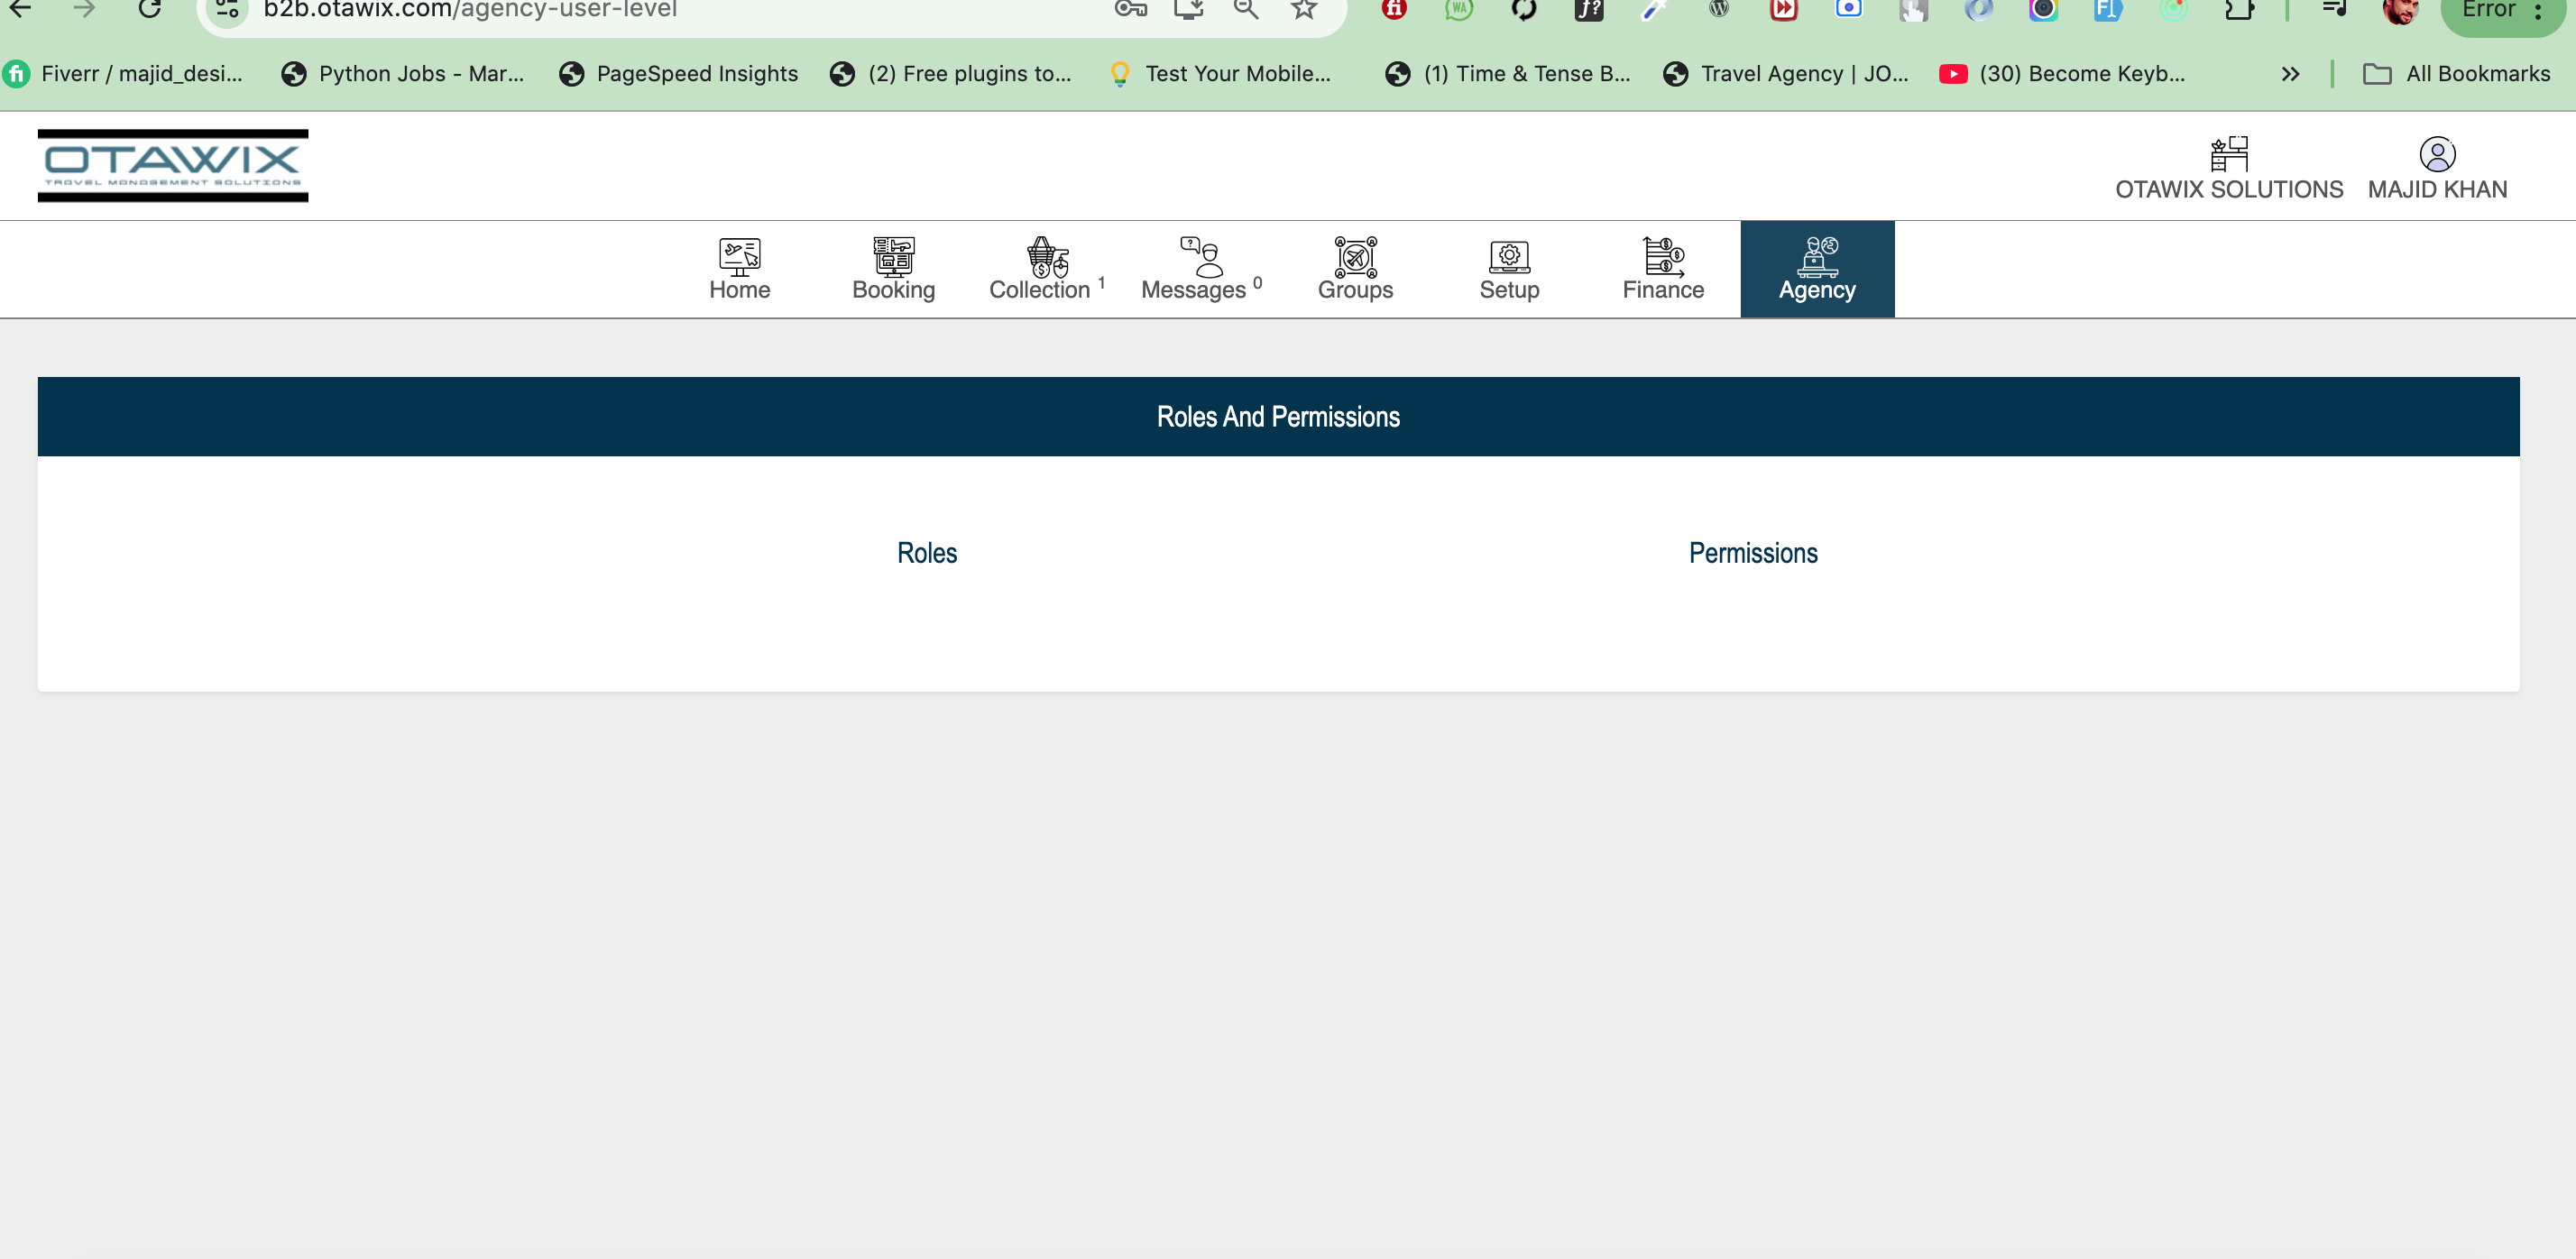 b2b.otawix.com/agency-user-level
Error
Fiverr / majid_desi...
Python Jobs - Mar...
PageSpeed Insights
(2) Free plugins to...
Test Your Mobile...
(1) Time & Tense B...
Travel Agency | JO...
(30) Become Keyb...
All Bookmarks
OTAWIX
TRAVEL MANAGEMENT SOLUTIONS
OTAWIX SOLUTIONS
MAJID KHAN
Home
Booking
Collection 1
Messages 0
Groups
Setup
Finance
Agency
Roles And Permissions
Roles
Permissions